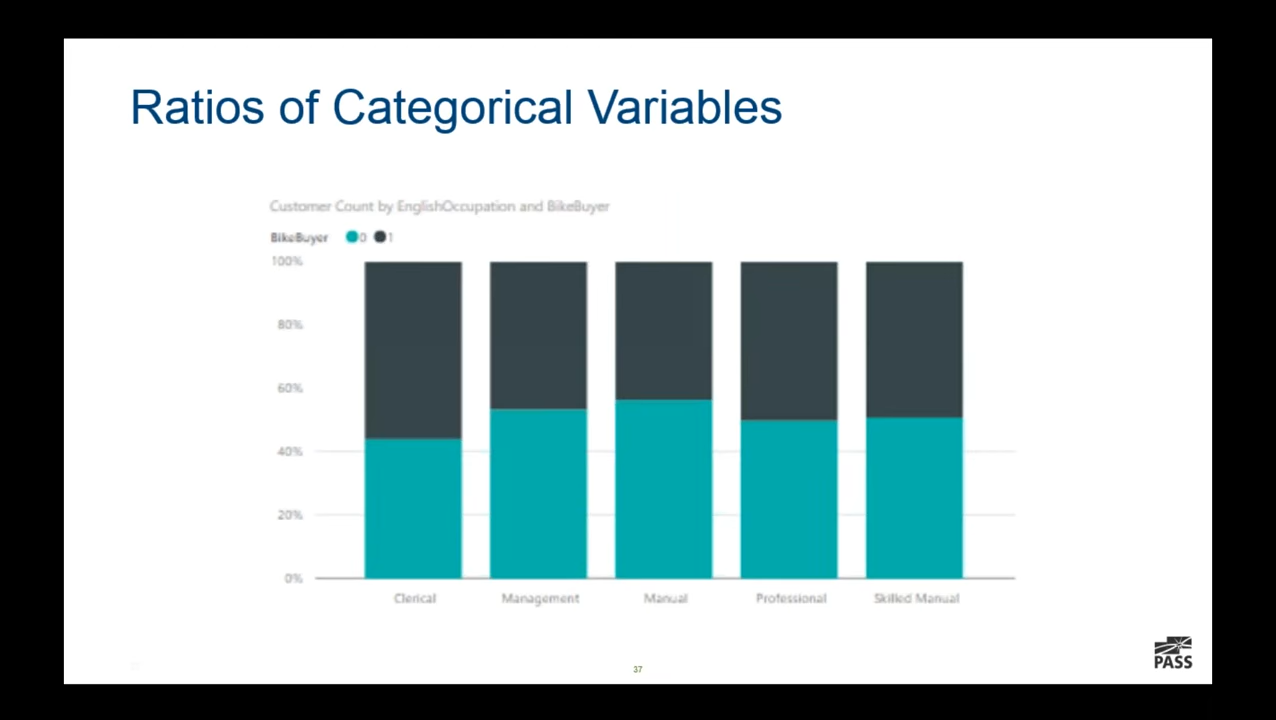 Ratios of Categorical Variables
Customer Count by EnglishOccupation and BikeBuyer
BikeBuyer 0 1
100%
80%
60%
40%
20%
0%
Clerical Management Manual Professional Skilled Manual
37
PASS